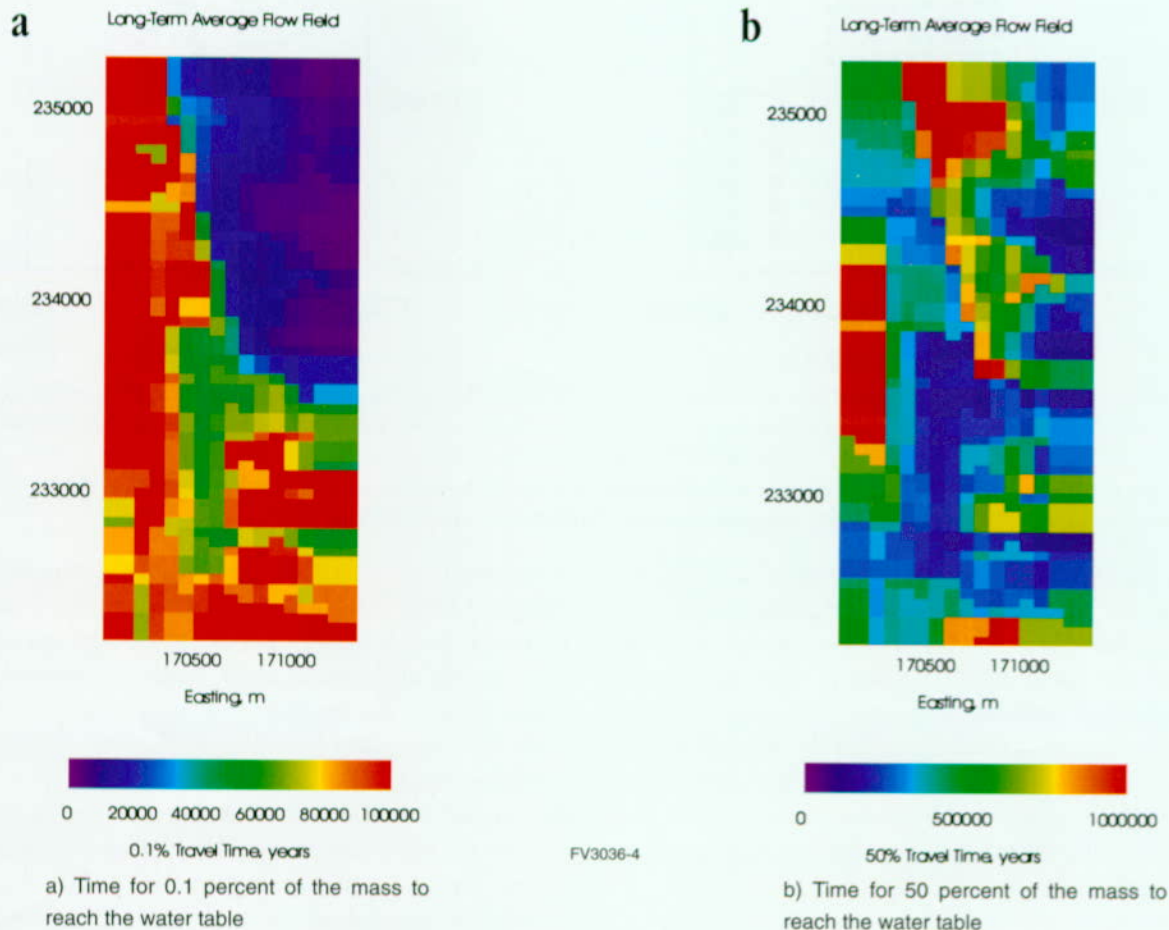 a
Long-Term Average Flow Field
235000
234000
233000
170500 171000
Easting, m
0 20000 40000 60000 80000 100000
0.1% Travel Time, years
a) Time for 0.1 percent of the mass to
reach the water table
FV3036-4
b
Long-Term Average Flow Field
235000
234000
233000
170500 171000
Easting, m
0 500000 1000000
50% Travel Time, years
b) Time for 50 percent of the mass to
reach the water table